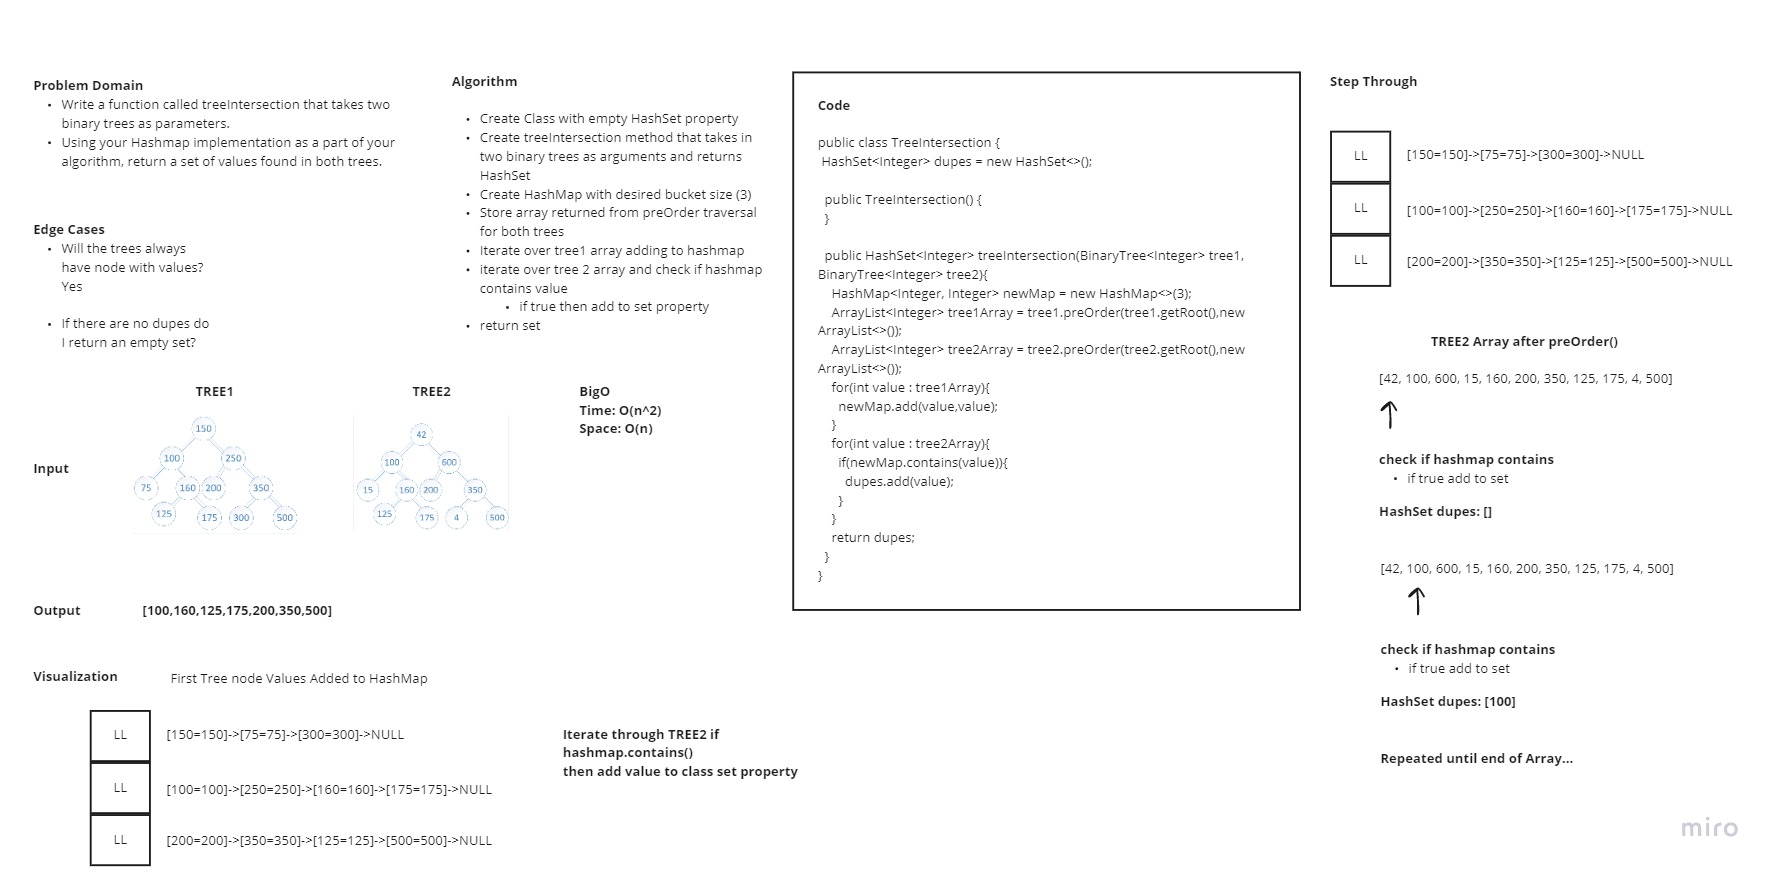 Problem Domain
• Write a function called treeIntersection that takes two
binary trees as parameters.
• Using your Hashmap implementation as a part of your
algorithm, return a set of values found in both trees.
Edge Cases
• Will the trees always
have node with values?
Yes
• If there are no dupes do
I return an empty set?
Algorithm
• Create Class with empty HashSet property
• Create treeIntersection method that takes in
two binary trees as arguments and returns
HashSet
• Create HashMap with desired bucket size (3)
• Store array returned from preOrder traversal
for both trees
• Iterate over tree1 array adding to hashmap
• iterate over tree 2 array and check if hashmap
contains value
• if true then add to set property
• return set
TREE1
150
100 250
75 160 200 350
125 175 300 500
TREE2
42
100 600
15 160 200 350
125 175 4 500
BigO
Time: O(n^2)
Space: O(n)
Input
Output
[100,160,125,175,200,350,500]
Visualization
First Tree node Values Added to HashMap
LL [150=150]->[75=75]->[300=300]->NULL
LL [100=100]->[250=250]->[160=160]->[175=175]->NULL
LL [200=200]->[350=350]->[125=125]->[500=500]->NULL
Iterate through TREE2 if
hashmap.contains()
then add value to class set property
Code
public class TreeIntersection {
HashSet<Integer> dupes = new HashSet<>();
public TreeIntersection() {
}
public HashSet<Integer> treeIntersection(BinaryTree<Integer> tree1,
BinaryTree<Integer> tree2){
HashMap<Integer, Integer> newMap = new HashMap<>(3);
ArrayList<Integer> tree1Array = tree1.preOrder(tree1.getRoot(),new
ArrayList<>());
ArrayList<Integer> tree2Array = tree2.preOrder(tree2.getRoot(),new
ArrayList<>());
for(int value : tree1Array){
newMap.add(value,value);
}
for(int value : tree2Array){
if(newMap.contains(value)){
dupes.add(value);
}
}
return dupes;
}
}
Step Through
LL [150=150]->[75=75]->[300=300]->NULL
LL [100=100]->[250=250]->[160=160]->[175=175]->NULL
LL [200=200]->[350=350]->[125=125]->[500=500]->NULL
TREE2 Array after preOrder()
[42, 100, 600, 15, 160, 200, 350, 125, 175, 4, 500]
check if hashmap contains
• if true add to set
HashSet dupes: []
[42, 100, 600, 15, 160, 200, 350, 125, 175, 4, 500]
check if hashmap contains
• if true add to set
HashSet dupes: [100]
Repeated until end of Array...
miro